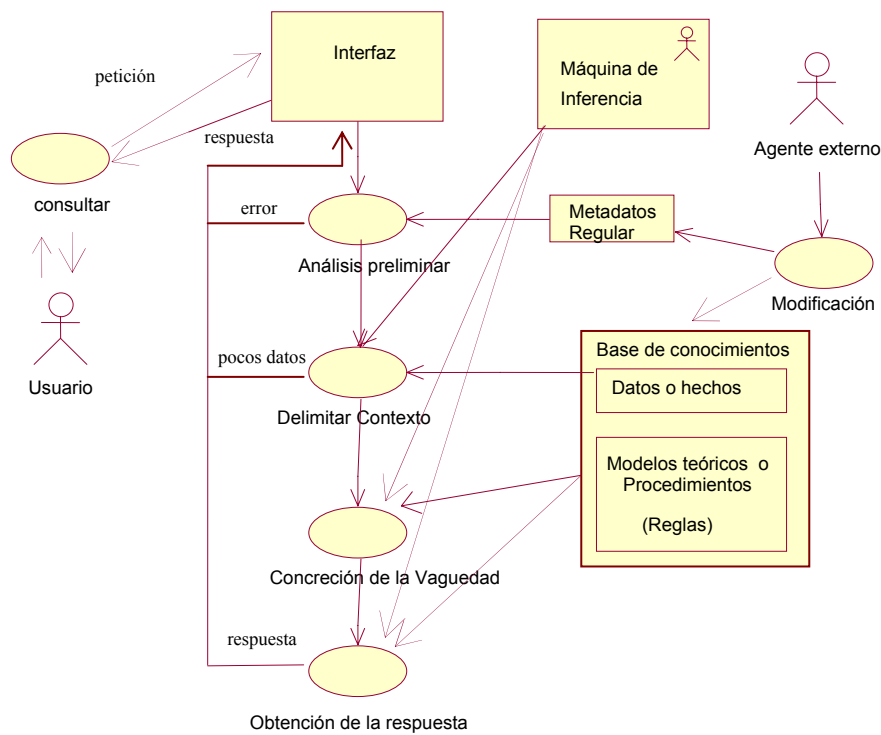 Interfaz
Máquina de
Inferencia
petición
respuesta
Agente externo
consultar
error
Metadatos
Regular
Análisis preliminar
Modificación
Usuario
pocos datos
Base de conocimientos
Datos o hechos
Delimitar Contexto
Modelos teóricos o
Procedimientos
(Reglas)
Concreción de la Vaguedad
respuesta
Obtención de la respuesta